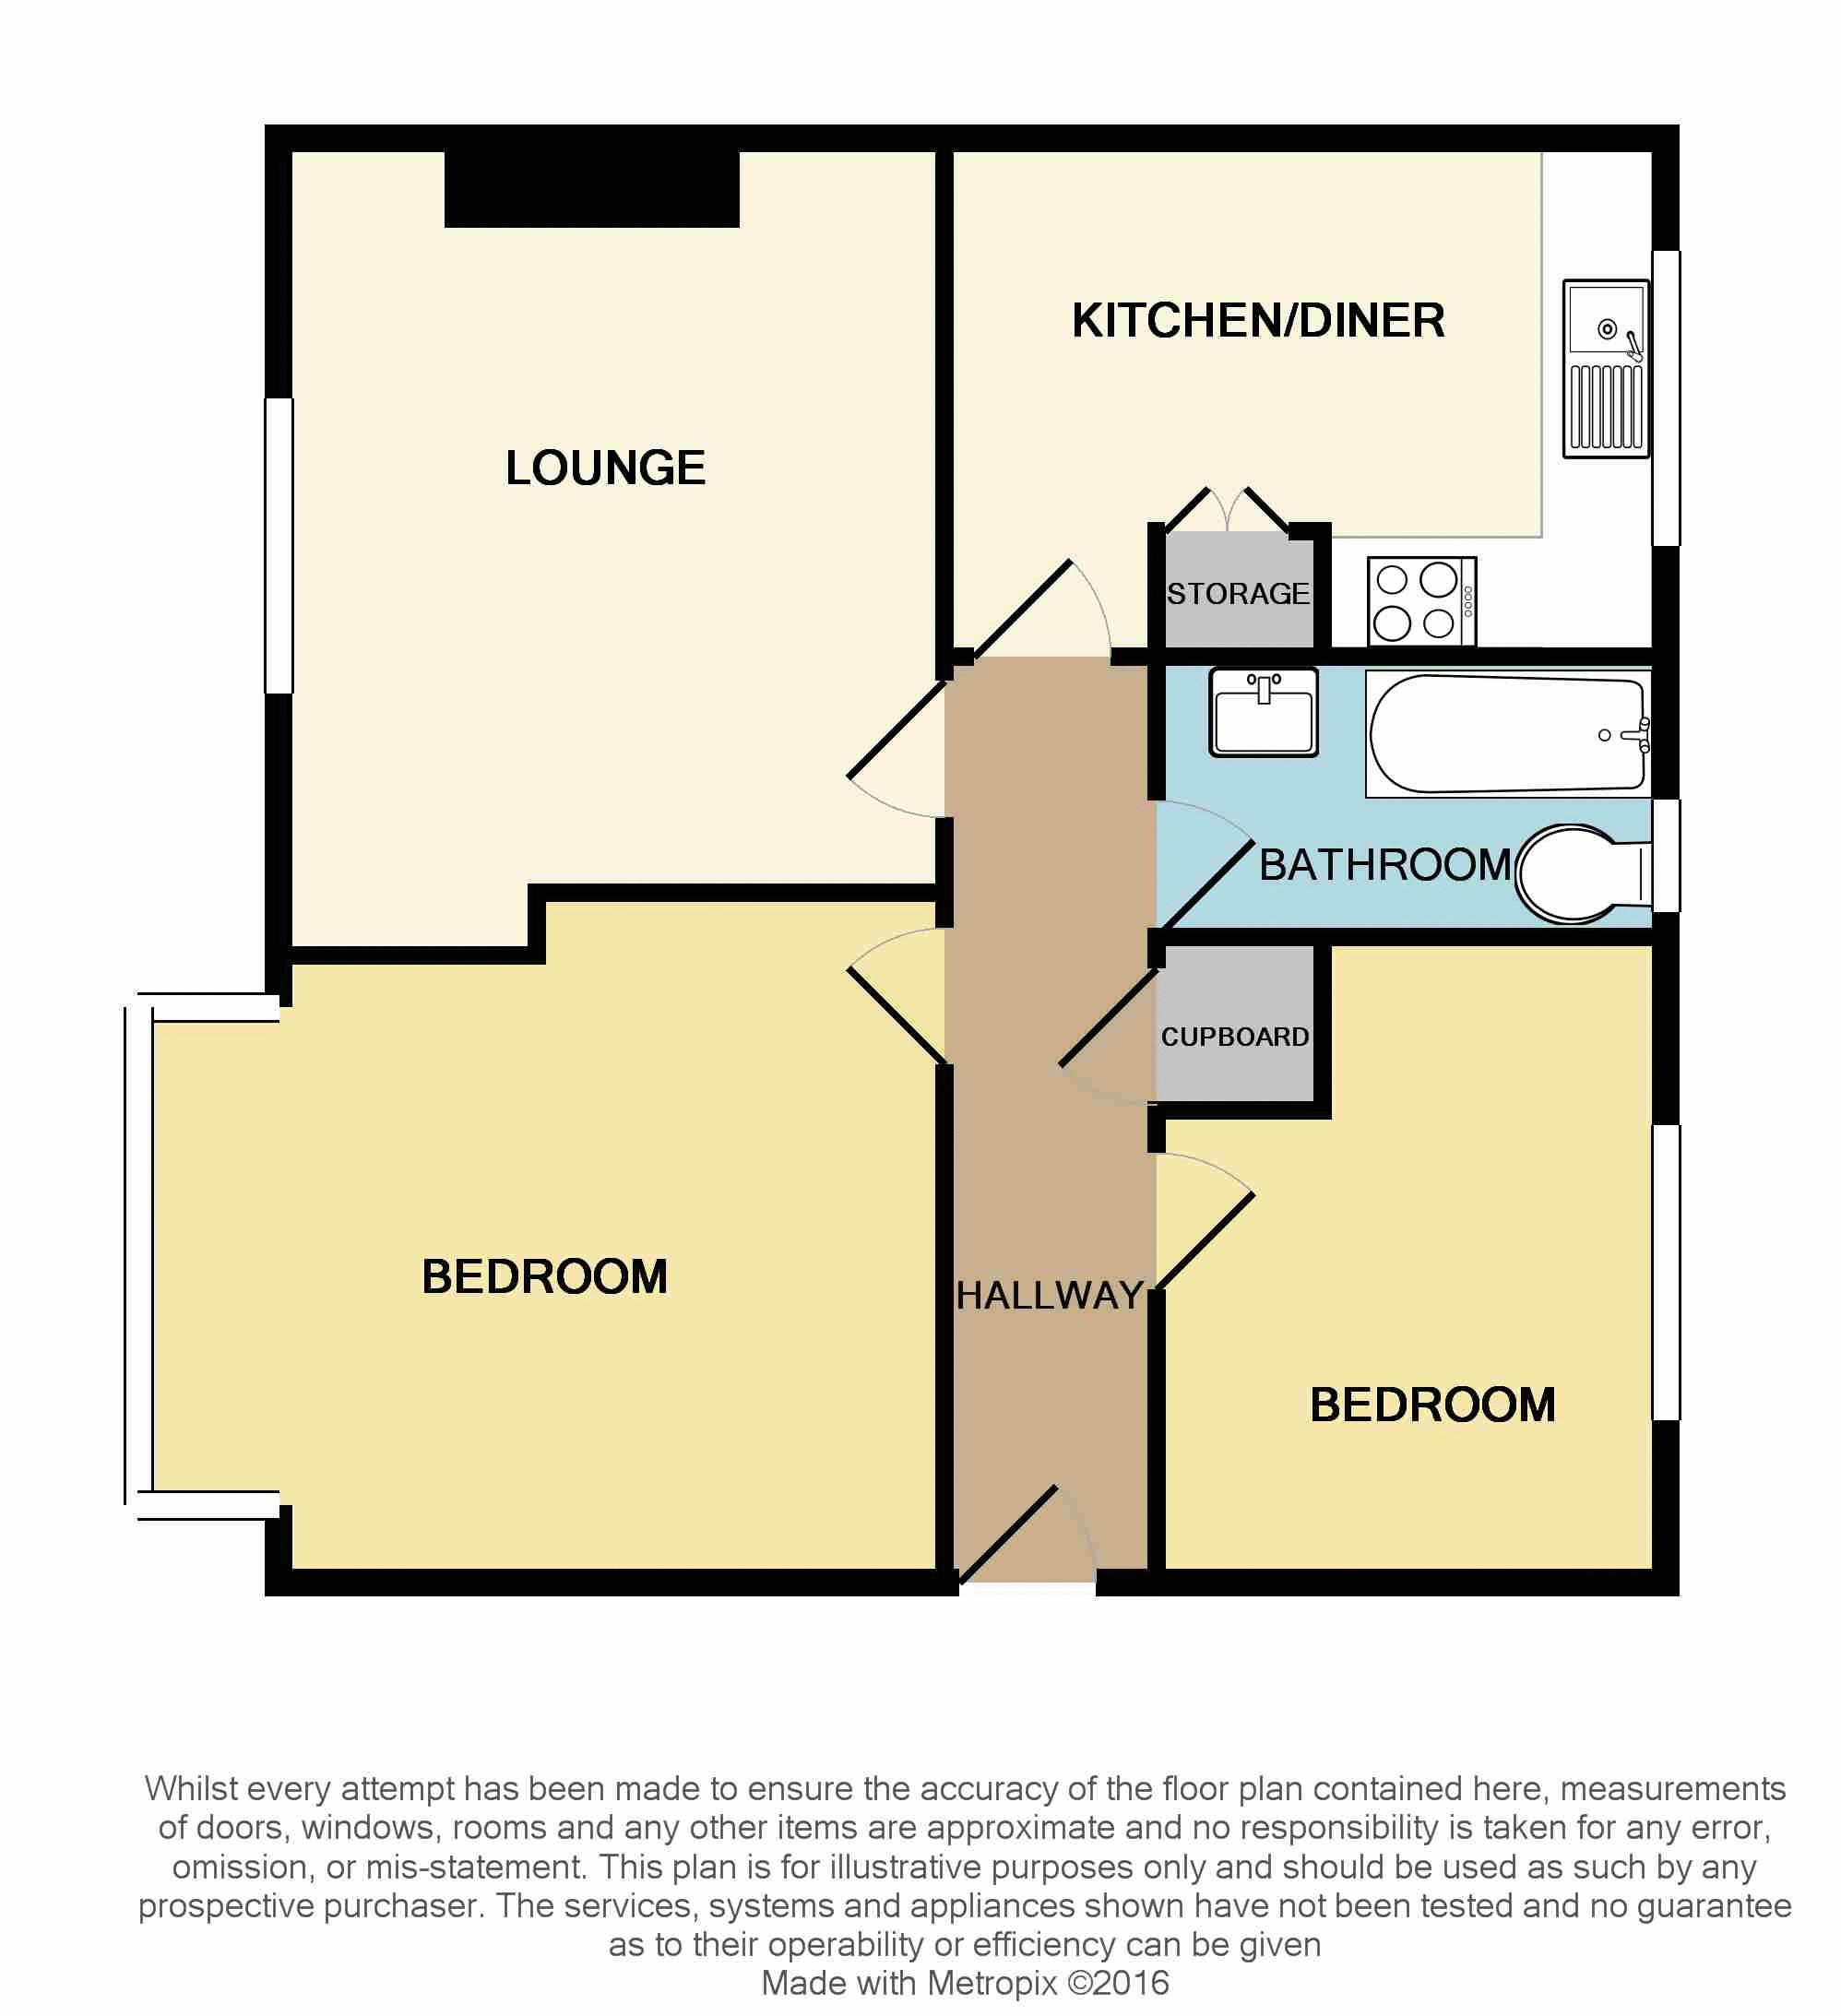 KITCHEN/DINER
LOUNGE
STORAGE
BATHROOM
CUPBOARD
BEDROOM
HALLWAY
BEDROOM
Whilst every attempt has been made to ensure the accuracy of the floor plan contained here, measurements
of doors, windows, rooms and any other items are approximate and no responsibility is taken for any error,
omission, or mis-statement. This plan is for illustrative purposes only and should be used as such by any
prospective purchaser. The services, systems and appliances shown have not been tested and no guarantee
as to their operability or efficiency can be given
Made with Metropix ©2016